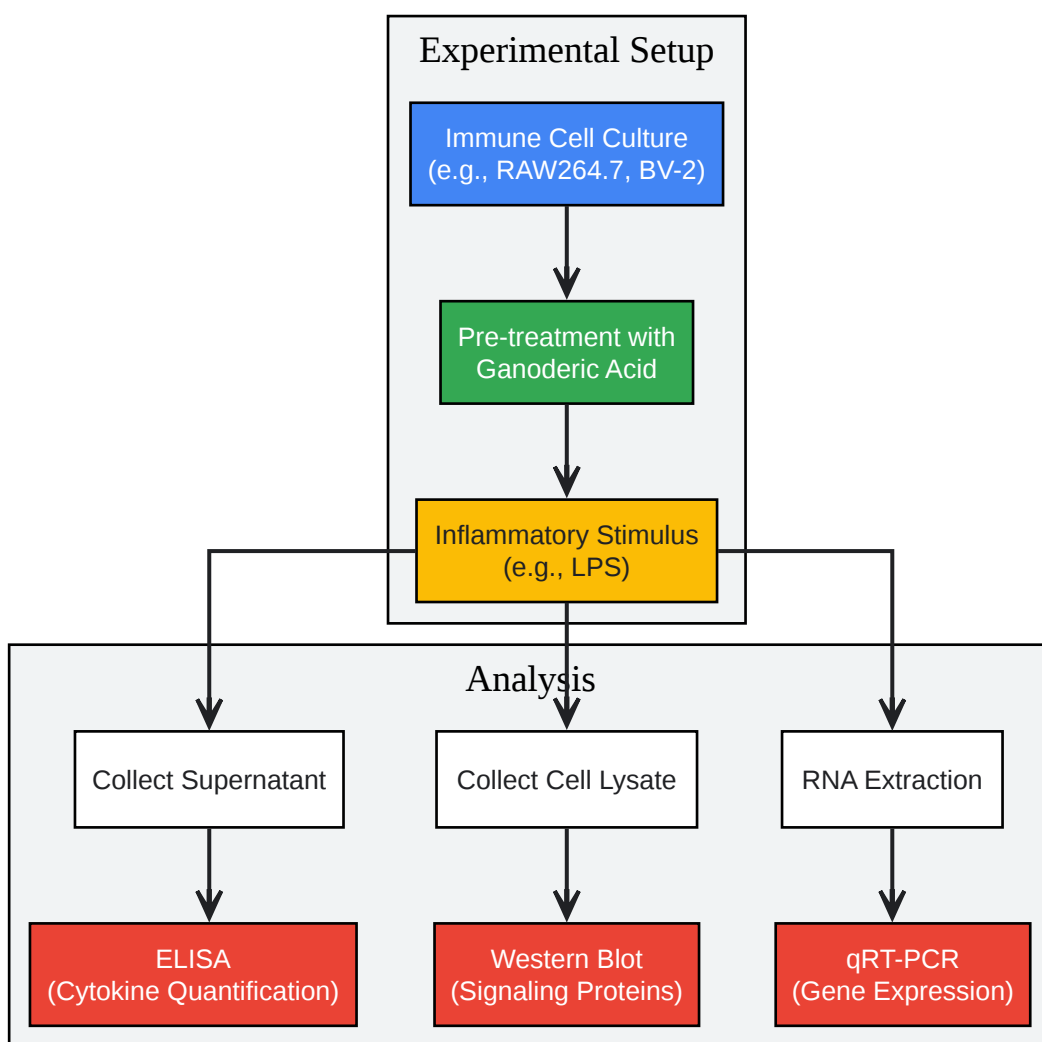 Experimental Setup
Immune Cell Culture
(e.g., RAW264.7, BV-2)
Pre-treatment with
Ganoderic Acid
Inflammatory Stimulus
(e.g., LPS)
Analysis
Collect Supernatant
Collect Cell Lysate
RNA Extraction
ELISA
(Cytokine Quantification)
Western Blot
(Signaling Proteins)
qRT-PCR
(Gene Expression)